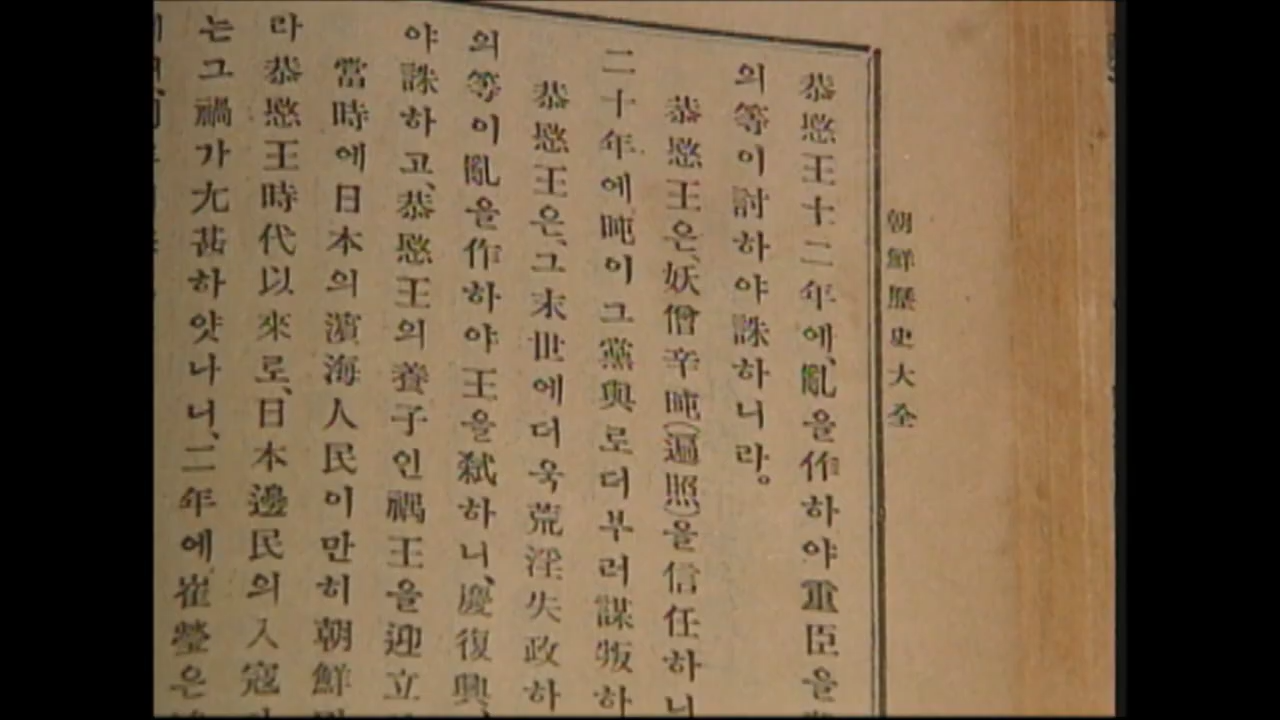 朝鮮歷史大全
恭愍王十二年에、亂을作하야重臣을
의等이討하야誅하니라。
恭愍王은、妖僧辛旽(遍照)을信任하니
二十年에旽이그黨與로더부러謀叛하
恭愍王은、그末世에더욱荒淫失政하
의等이亂을作하야王을弑하니、慶復興
야誅하고、恭愍王의養子인禑王을迎立
當時에日本의濱海人民이만히朝鮮
라恭愍王時代以來로、日本邊民의入寇
는그禍가尤甚하얏나니、二年에崔瑩은